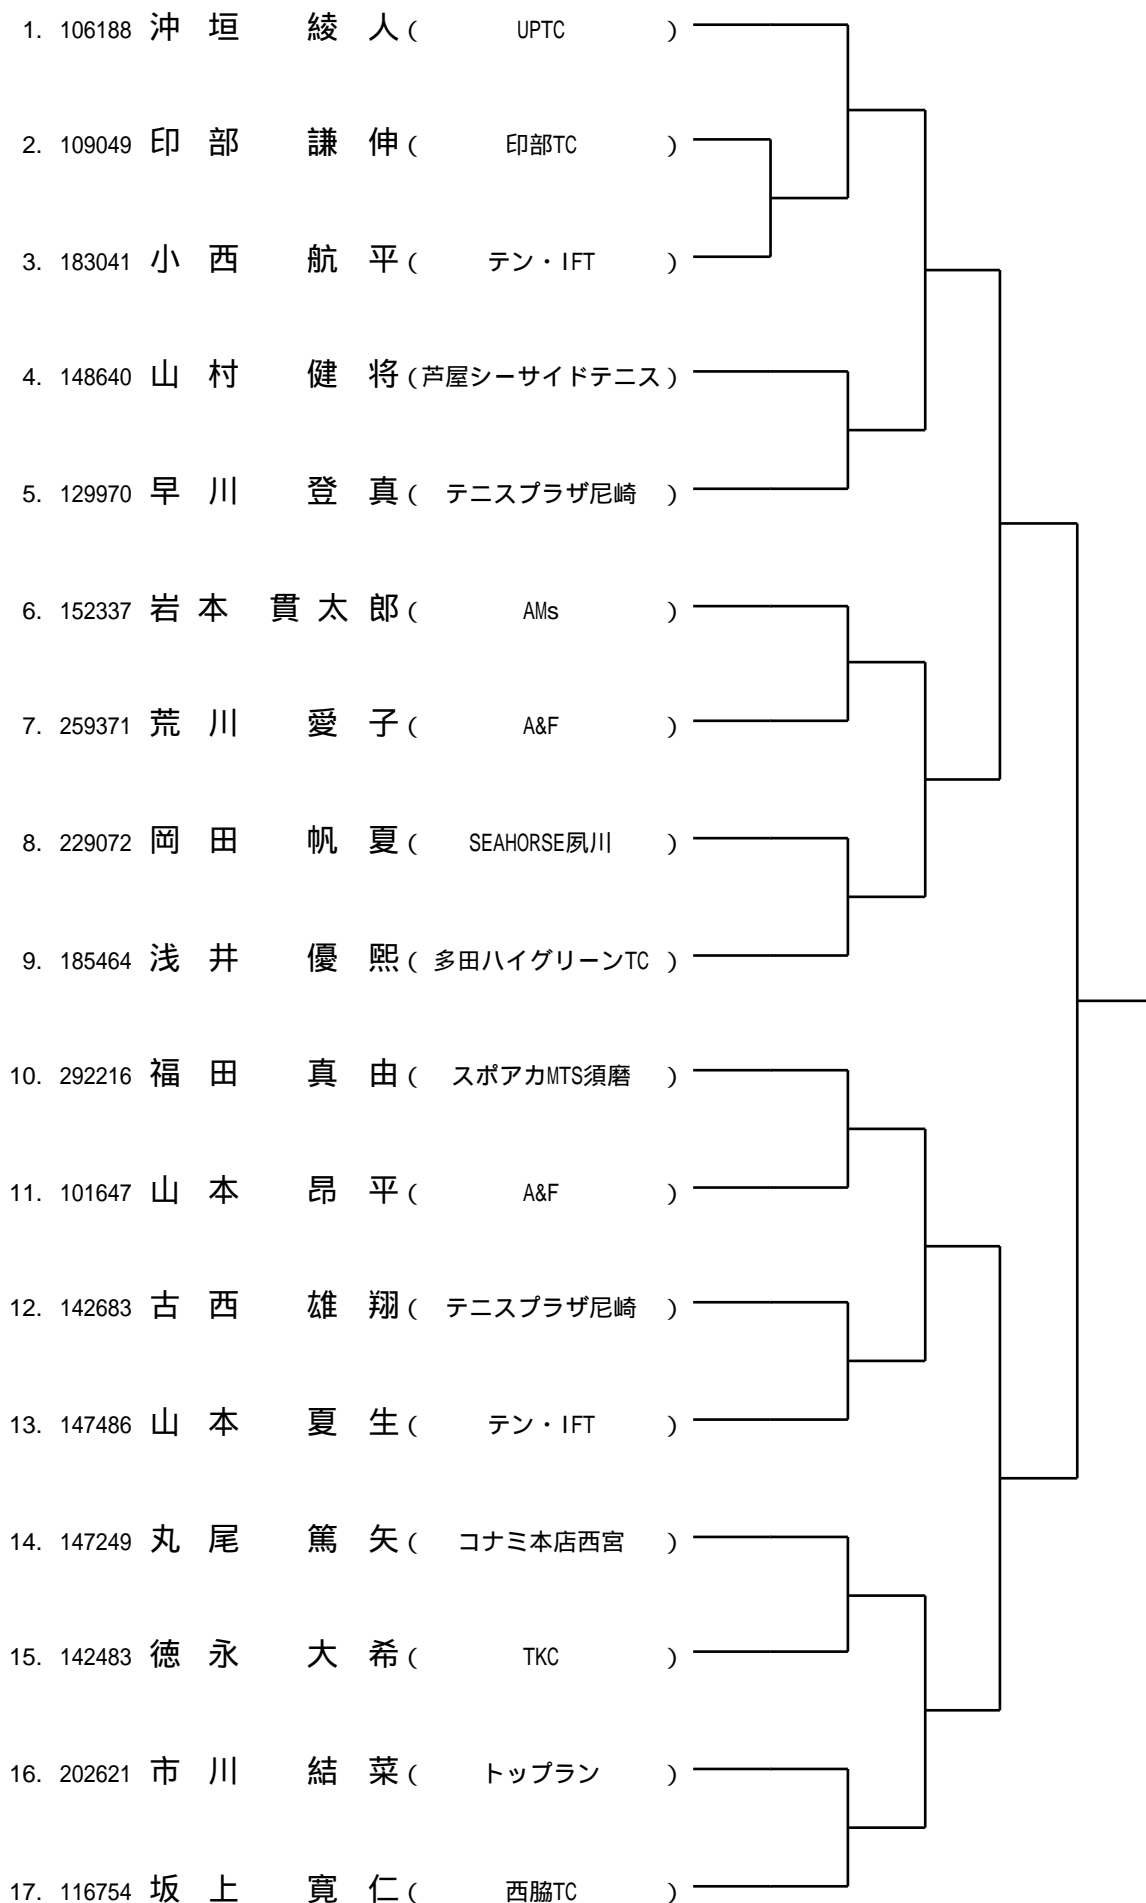 1. 106188 沖垣 綾人 ( UPTC )
2. 109049 印部 謙伸 ( 印部TC )
3. 183041 小西 航平 ( テン・IFT )
4. 148640 山村 健将 ( 芦屋シーサイドテニス )
5. 129970 早川 登真 ( テニスプラザ尼崎 )
6. 152337 岩本 貫太郎 ( AMs )
7. 259371 荒川 愛子 ( A&F )
8. 229072 岡田 帆夏 ( SEAHORSE夙川 )
9. 185464 浅井 優煕 ( 多田ハイグリーンTC )
10. 292216 福田 真由 ( スポアカMTS須磨 )
11. 101647 山本 昂平 ( A&F )
12. 142683 古西 雄翔 ( テニスプラザ尼崎 )
13. 147486 山本 夏生 ( テン・IFT )
14. 147249 丸尾 篤矢 ( コナミ本店西宮 )
15. 142483 徳永 大希 ( TKC )
16. 202621 市川 結菜 ( トップラン )
17. 116754 坂上 寛仁 ( 西脇TC )